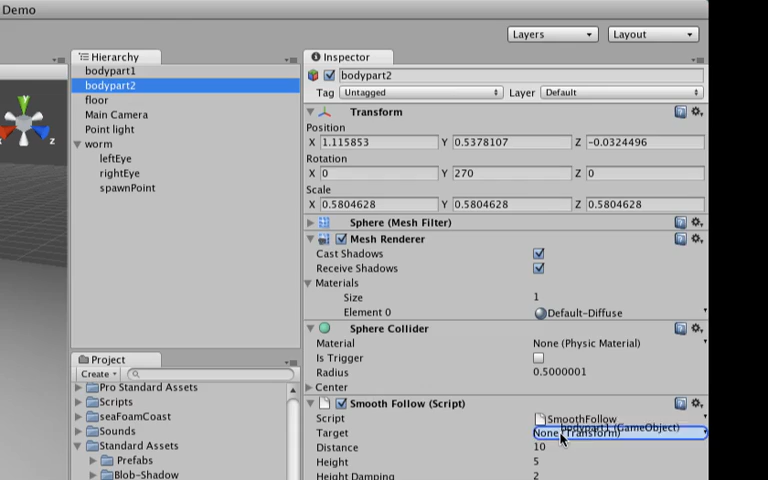 Demo
Layers
Layout
Hierarchy
bodypart1
bodypart2
floor
Main Camera
Point light
worm
leftEye
rightEye
spawnPoint
y
z
Project
Create
Pro Standard Assets
Scripts
seaFoamCoast
Sounds
Standard Assets
Prefabs
Blob-Shadow
Inspector
bodypart2
Tag Untagged Layer Default
Transform
Position
X 1.115853 Y 0.5378107 Z -0.0324496
Rotation
X 0 Y 270 Z 0
Scale
X 0.5804628 Y 0.5804628 Z 0.5804628
Sphere (Mesh Filter)
Mesh Renderer
Cast Shadows
Receive Shadows
Materials
Size 1
Element 0 Default-Diffuse
Sphere Collider
Material None (Physic Material)
Is Trigger
Radius 0.5000001
Center
Smooth Follow (Script)
Script SmoothFollow
bodypart1 (GameObject)
Target None (Transform)
Distance 10
Height 5
Height Damping 2